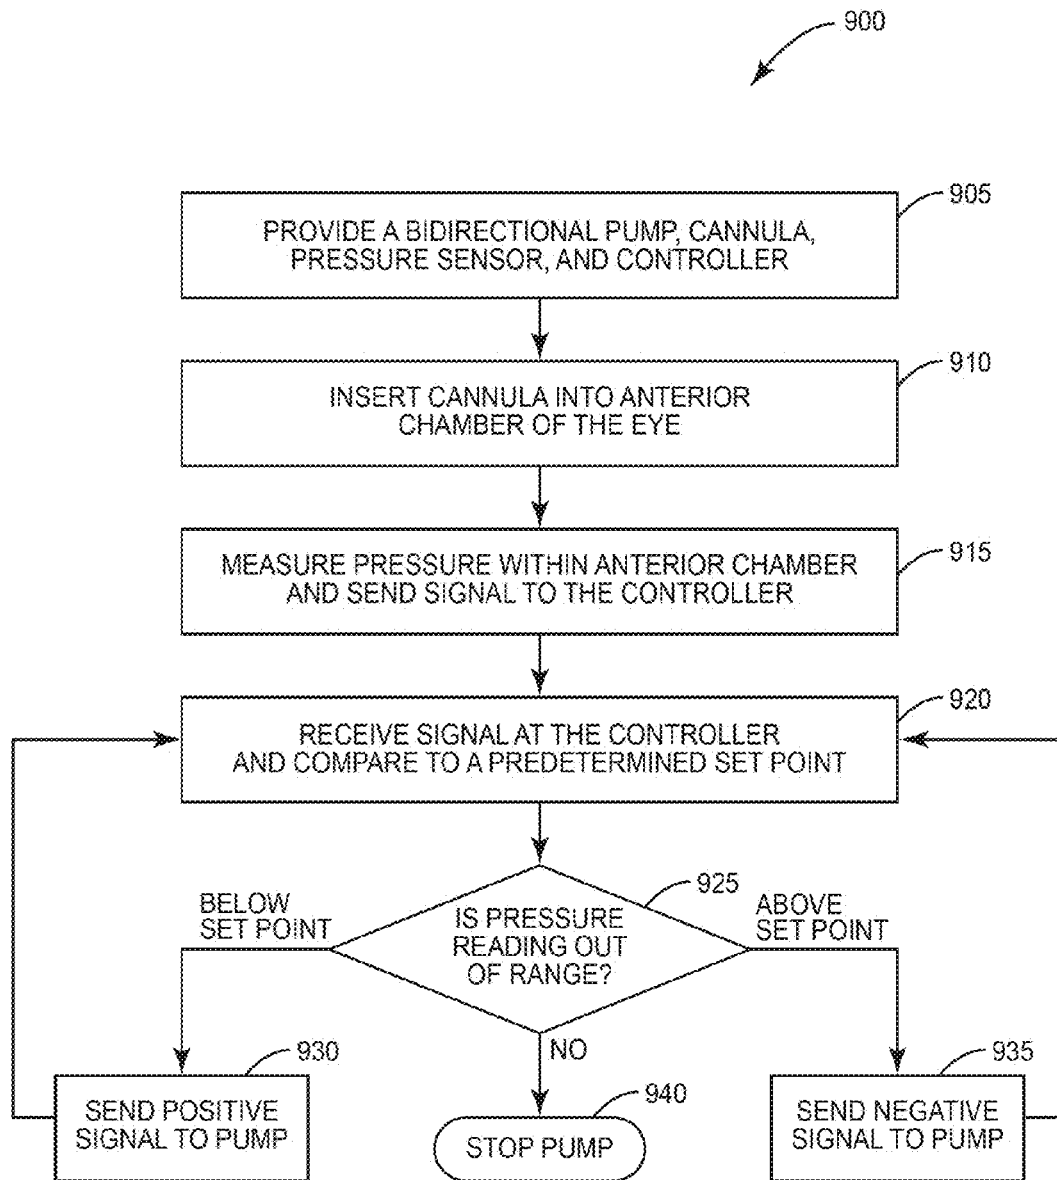 900
905
PROVIDE A BIDIRECTIONAL PUMP, CANNULA,
PRESSURE SENSOR, AND CONTROLLER
910
INSERT CANNULA INTO ANTERIOR
CHAMBER OF THE EYE
915
MEASURE PRESSURE WITHIN ANTERIOR CHAMBER
AND SEND SIGNAL TO THE CONTROLLER
920
RECEIVE SIGNAL AT THE CONTROLLER
AND COMPARE TO A PREDETERMINED SET POINT
925
BELOW
SET POINT
IS PRESSURE
READING OUT
OF RANGE?
ABOVE
SET POINT
NO
930
SEND POSITIVE
SIGNAL TO PUMP
940
STOP PUMP
935
SEND NEGATIVE
SIGNAL TO PUMP